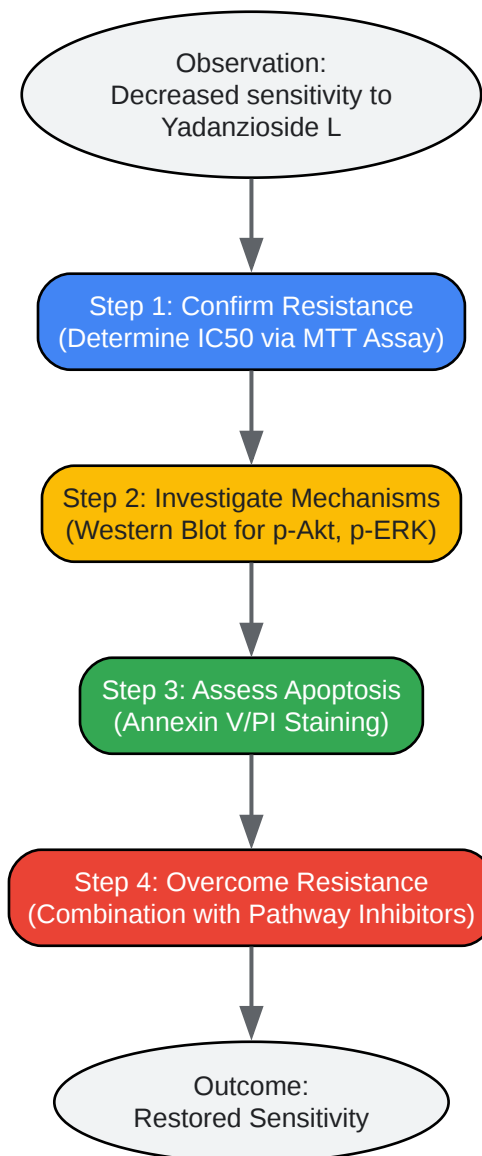 Observation:
Decreased sensitivity to
Yadanzioside L
Step 1: Confirm Resistance
(Determine IC50 via MTT Assay)
Step 2: Investigate Mechanisms
(Western Blot for p-Akt, p-ERK)
Step 3: Assess Apoptosis
(Annexin V/PI Staining)
Step 4: Overcome Resistance
(Combination with Pathway Inhibitors)
Outcome:
Restored Sensitivity